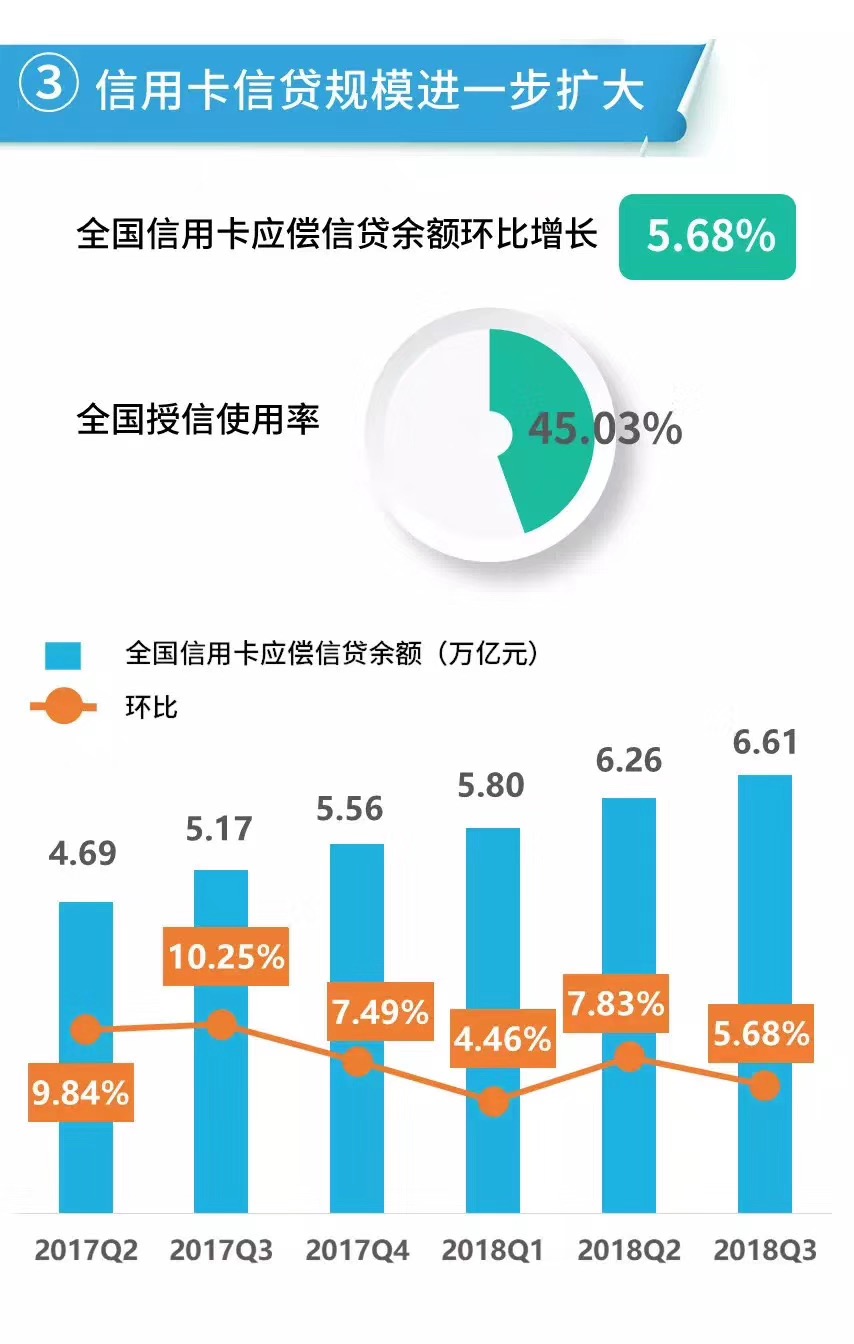 ③ 信用卡信贷规模进一步扩大
全国信用卡应偿信贷余额环比增长 5.68%
全国授信使用率 45.03%
全国信用卡应偿信贷余额（万亿元）
环比
4.69 5.17 5.56 5.80 6.26 6.61
9.84% 10.25% 7.49% 4.46% 7.83% 5.68%
2017Q2 2017Q3 2017Q4 2018Q1 2018Q2 2018Q3